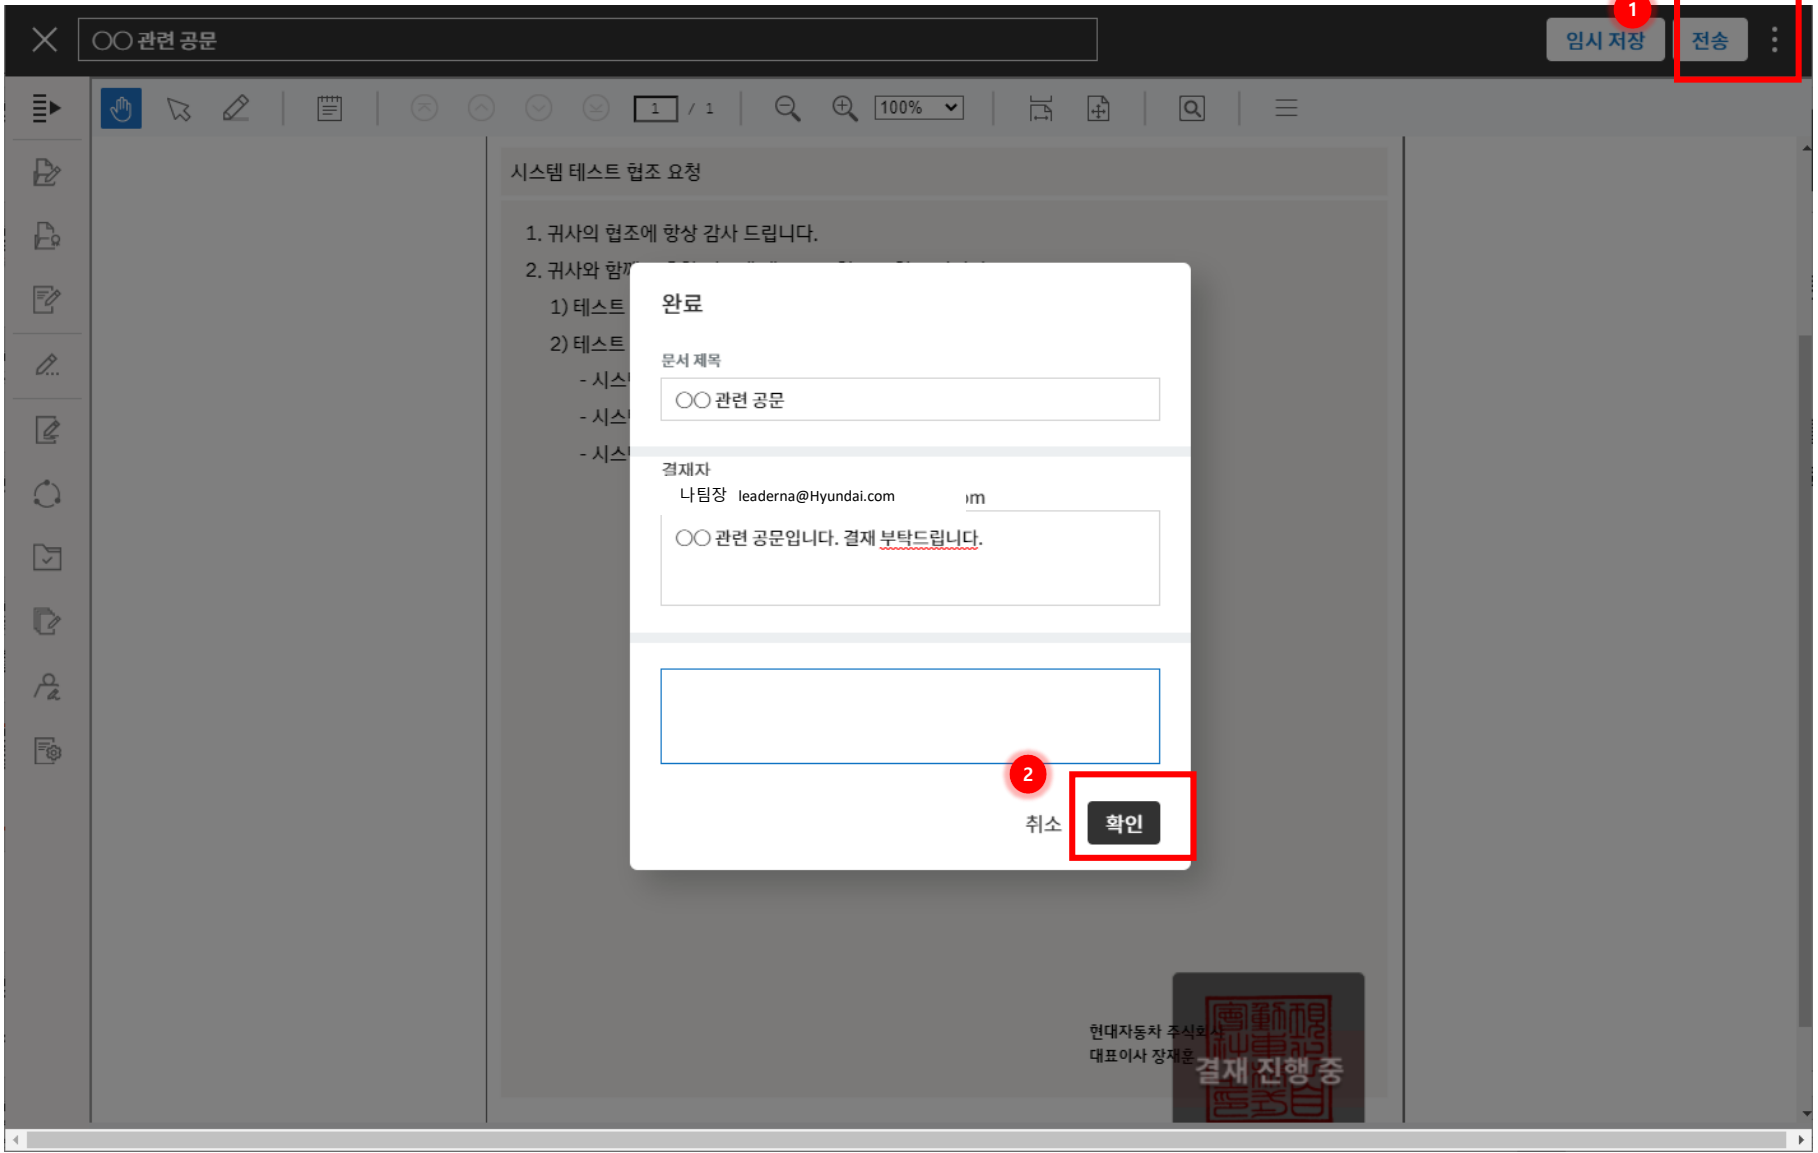 1
○○ 관련 공문
임시 저장
전송
1 / 1
100%
시스템 테스트 협조 요청
1. 귀사의 협조에 항상 감사 드립니다.
2. 귀사와 함께
1) 테스트
2) 테스트
- 시스
- 시스
- 시스
완료
문서 제목
○○ 관련 공문
결재자
나팀장 leaderna@Hyundai.com
om
○○ 관련 공문입니다. 결재 부탁드립니다.
2
취소
확인
현대자동차 주식회사
대표이사 장재훈
결재 진행 중